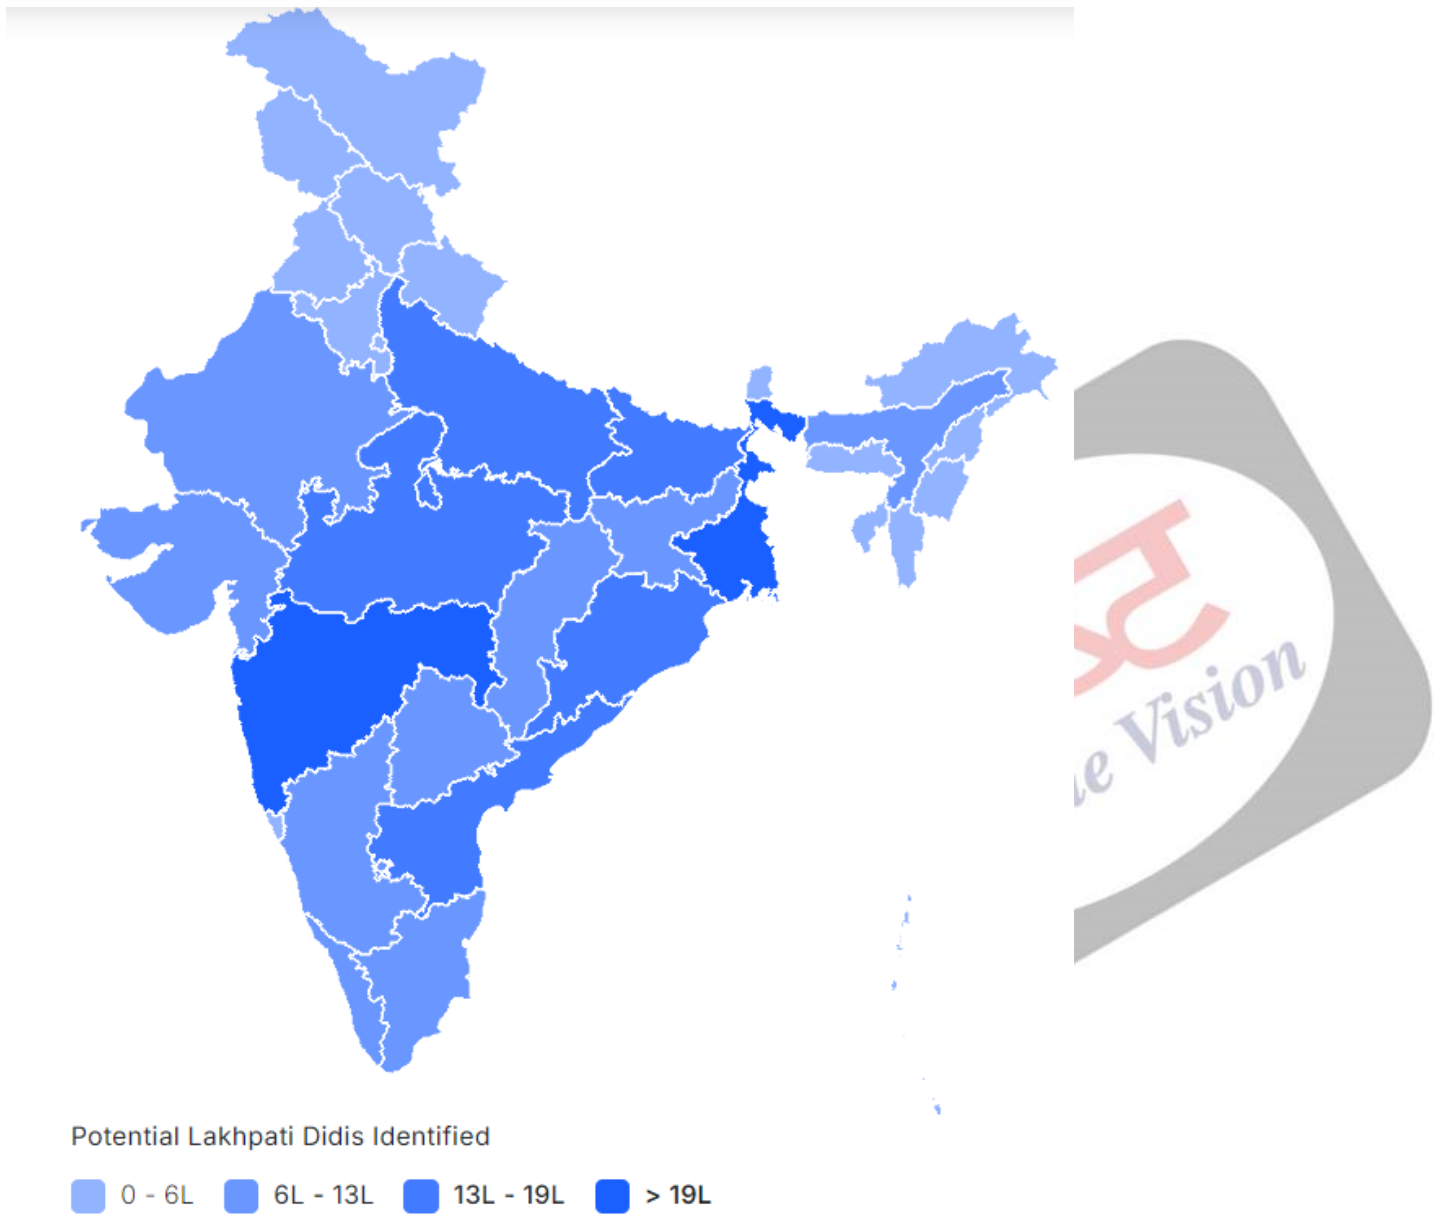 Vision
Potential Lakhpati Didis Identified
0 - 6L 6L - 13L 13L - 19L > 19L